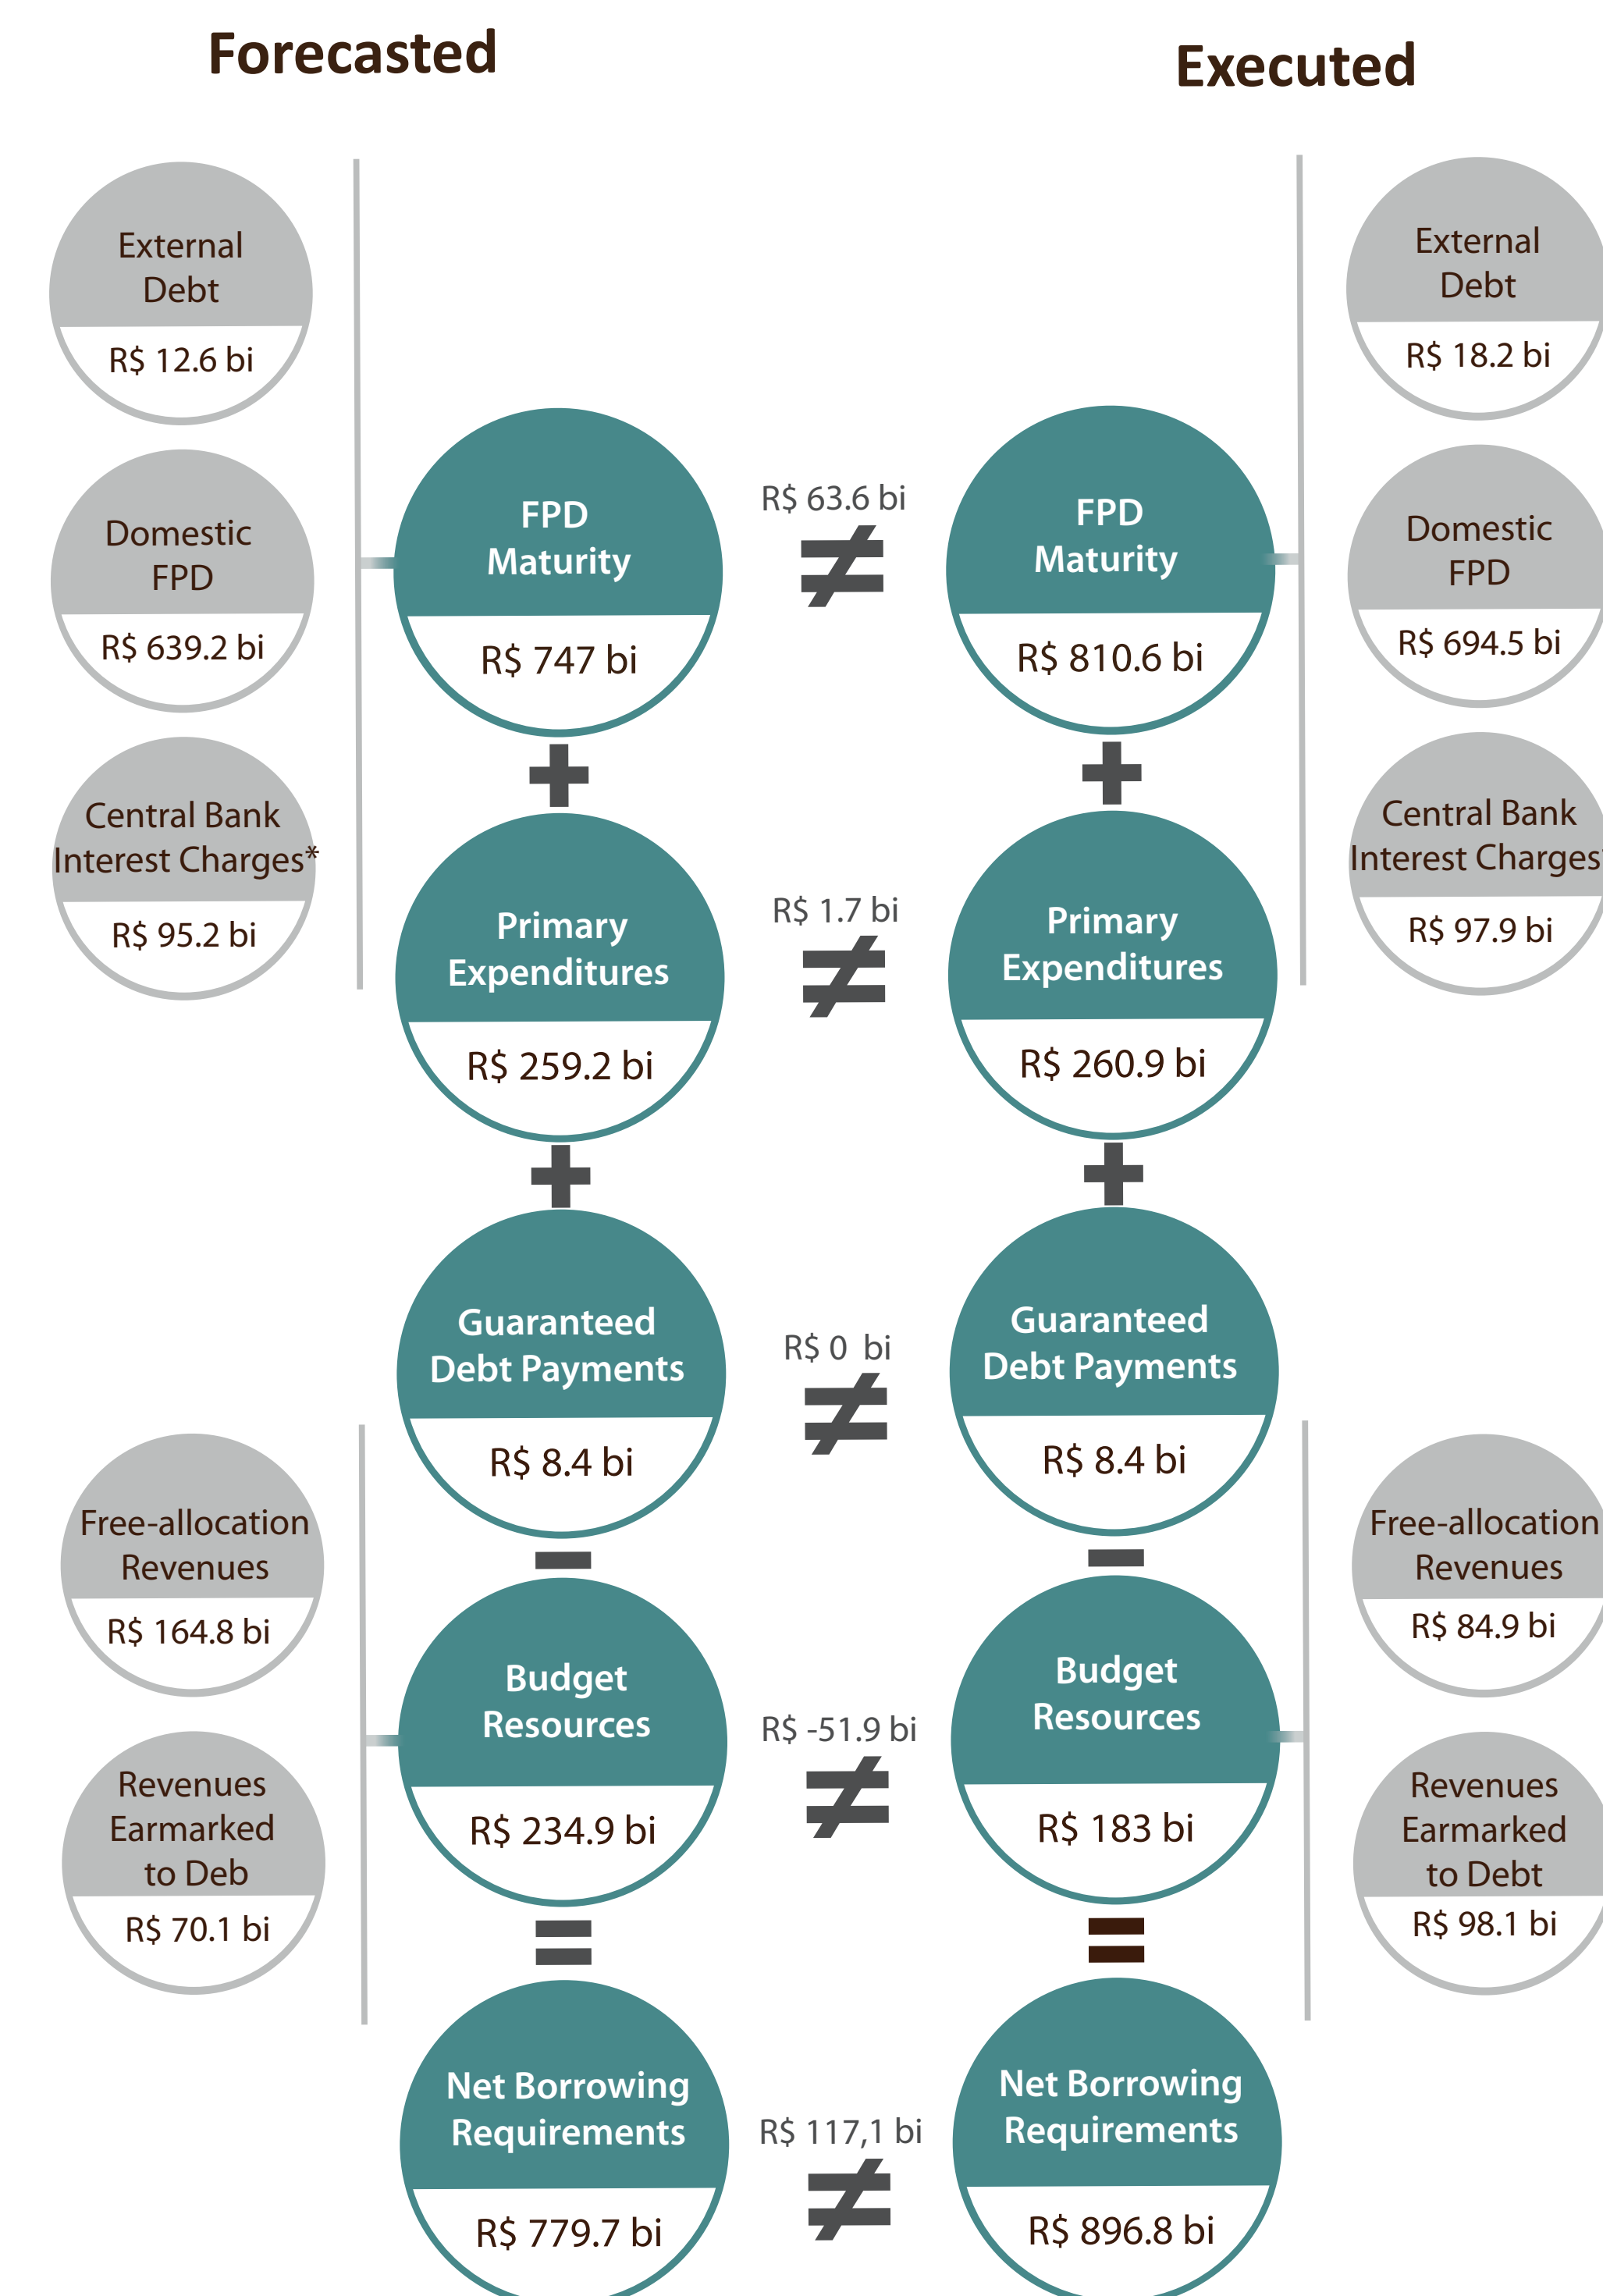 Forecasted
Executed
External
Debt
R$ 12.6 bi
Domestic
FPD
R$ 639.2 bi
Central Bank
Interest Charges*
R$ 95.2 bi
FPD
Maturity
R$ 747 bi
R$ 63.6 bi
FPD
Maturity
R$ 810.6 bi
External
Debt
R$ 18.2 bi
Domestic
FPD
R$ 694.5 bi
Central Bank
Interest Charges*
R$ 97.9 bi
Primary
Expenditures
R$ 259.2 bi
R$ 1.7 bi
Primary
Expenditures
R$ 260.9 bi
Guaranteed
Debt Payments
R$ 8.4 bi
R$ 0 bi
Guaranteed
Debt Payments
R$ 8.4 bi
Free-allocation
Revenues
R$ 164.8 bi
Revenues
Earmarked
to Deb
R$ 70.1 bi
Budget
Resources
R$ 234.9 bi
R$ -51.9 bi
Budget
Resources
R$ 183 bi
Free-allocation
Revenues
R$ 84.9 bi
Revenues
Earmarked
to Debt
R$ 98.1 bi
Net Borrowing
Requirements
R$ 779.7 bi
R$ 117,1 bi
Net Borrowing
Requirements
R$ 896.8 bi